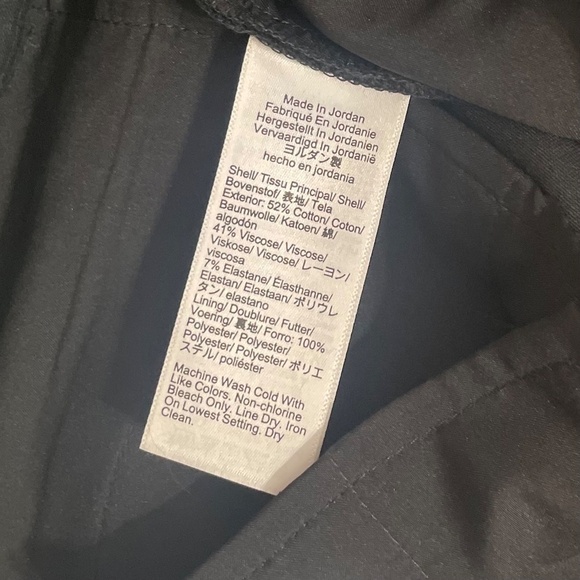 Made In Jordan
Fabriqué En Jordanie
Hergestellt In Jordanien
Vervaardigd In Jordanië
ヨルダン製
hecho en jordania
Shell/ Tissu Principal/ Shell/
Bovenstof/ 表地/ Tela
Exterior: 52% Cotton/ Coton/
Baumwolle/ Katoen/ 綿/
algodón
41% Viscose/ Viscose/
Viskose/ Viscose/ レーヨン/
viscosa
7% Elastane/ Élasthanne/
Elastan/ Elastaan/ ポリウレ
タン/ elastano
Lining/ Doublure/ Futter/
Voering/ 裏地/ Forro: 100%
Polyester/ Polyester/
Polyester/ Polyester/ ポリエ
ステル/ poliéster
Machine Wash Cold With
Like Colors. Non-chlorine
Bleach Only. Line Dry. Iron
On Lowest Setting. Dry
Clean.